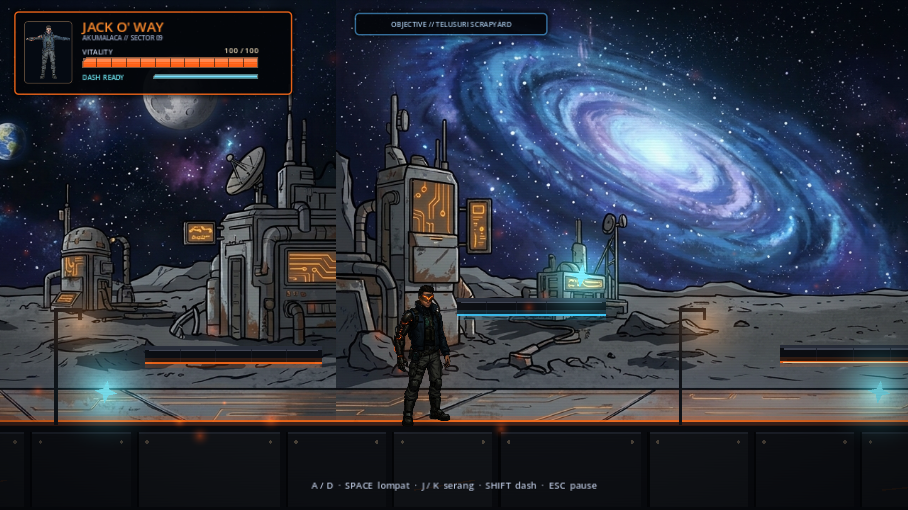 JACK O' WAY
AKUMALACA // SECTOR 09
VITALITY 100 / 100
DASH READY
OBJECTIVE // TELUSURI SCRAPYARD
A / D · SPACE lompat · J / K serang · SHIFT dash · ESC pause